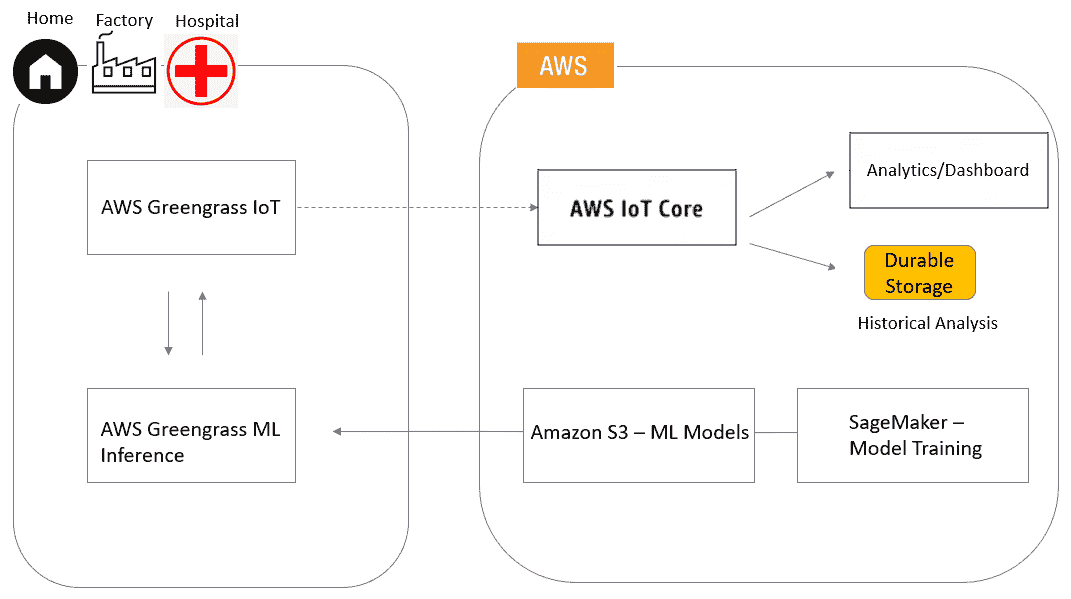 Home
Factory
Hospital
AWS
AWS Greengrass IoT
AWS IoT Core
Analytics/Dashboard
Durable
Storage
Historical Analysis
AWS Greengrass ML
Inference
Amazon S3 – ML Models
SageMaker –
Model Training